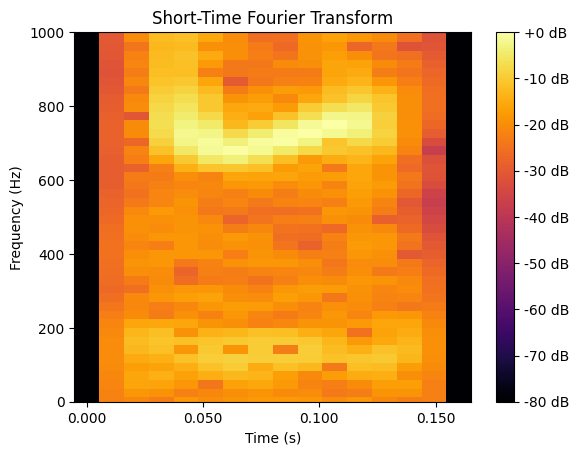 Short-Time Fourier Transform
1000
800
600
400
200
0
Frequency (Hz)
0.000
0.050
0.100
0.150
Time (s)
+0 dB
-10 dB
-20 dB
-30 dB
-40 dB
-50 dB
-60 dB
-70 dB
-80 dB